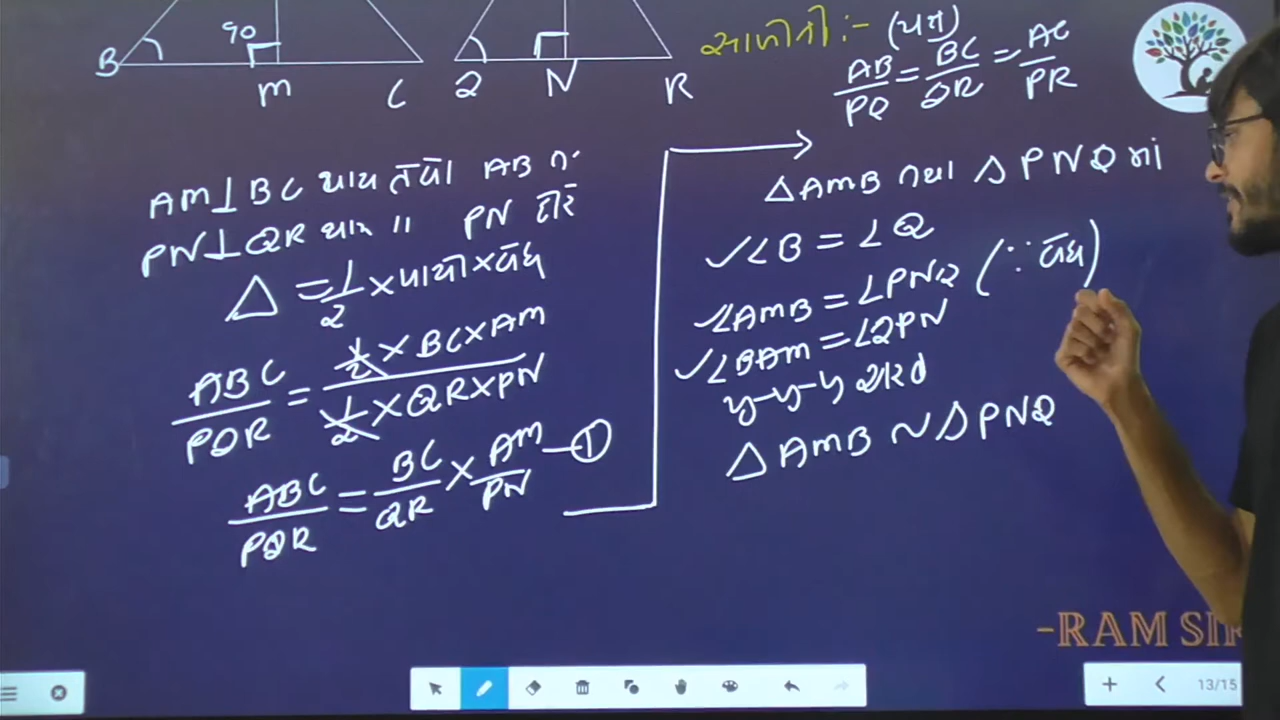 90
B
M
C
Q
N
R
સાબિતી :- (પક્ષ)
AB/PQ = BC/QR = AC/PR
AM⊥BC થાય તેવો AB
PN⊥QR થાય " PN દોરો
△ = 1/2 × પાયો × વેધ
ABC/PQR = 1/2 × BC × AM / 1/2 × QR × PN
ABC/PQR = BC/QR × AM/PN — ①
△AMB તથા △PNQ માં
✓∠B = ∠Q
✓∠AMB = ∠PNQ (∵ વેધ)
✓∠BAM = ∠QPN
ખૂ-ખૂ-ખૂ શરત
△AMB ~ △PNQ
-RAM SIR
13/15